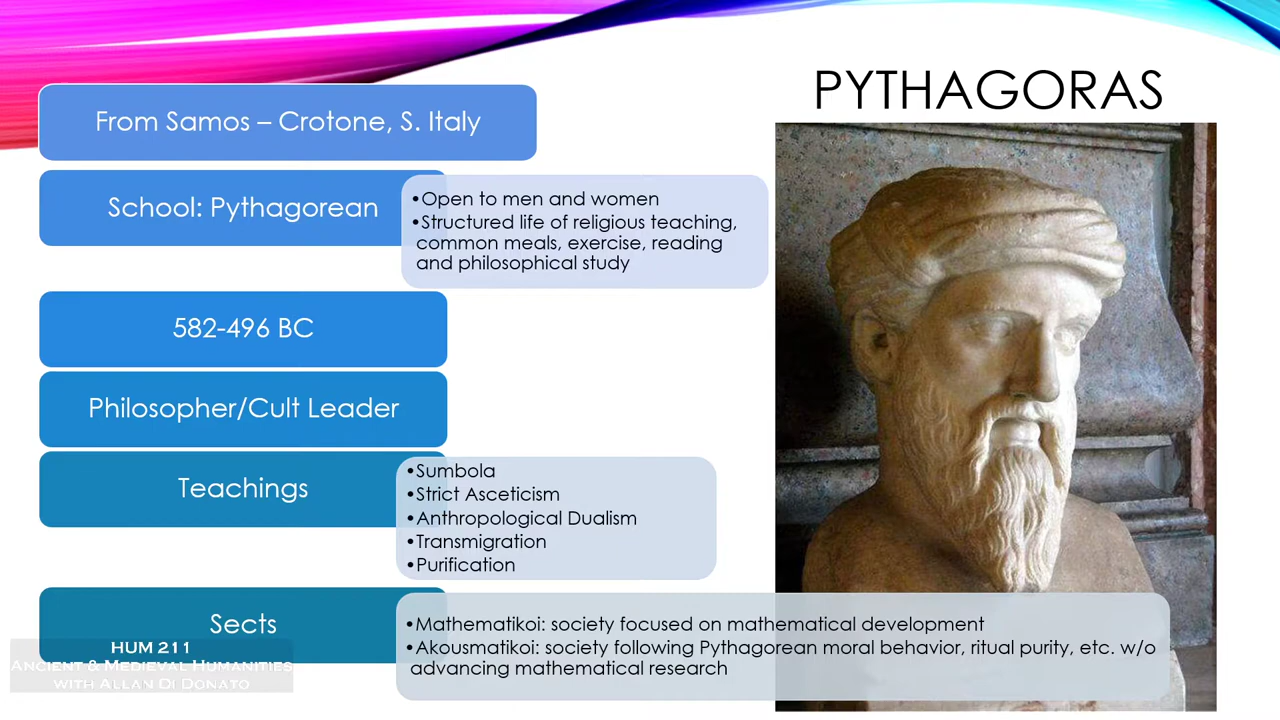 PYTHAGORAS
From Samos – Crotone, S. Italy
School: Pythagorean
•Open to men and women
•Structured life of religious teaching,
common meals, exercise, reading
and philosophical study
582-496 BC
Philosopher/Cult Leader
Teachings
•Sumbola
•Strict Asceticism
•Anthropological Dualism
•Transmigration
•Purification
Sects
•Mathematikoi: society focused on mathematical development
•Akousmatikoi: society following Pythagorean moral behavior, ritual purity, etc. w/o
advancing mathematical research
HUM 211
Ancient & Medieval Humanities
with Allan Di Donato